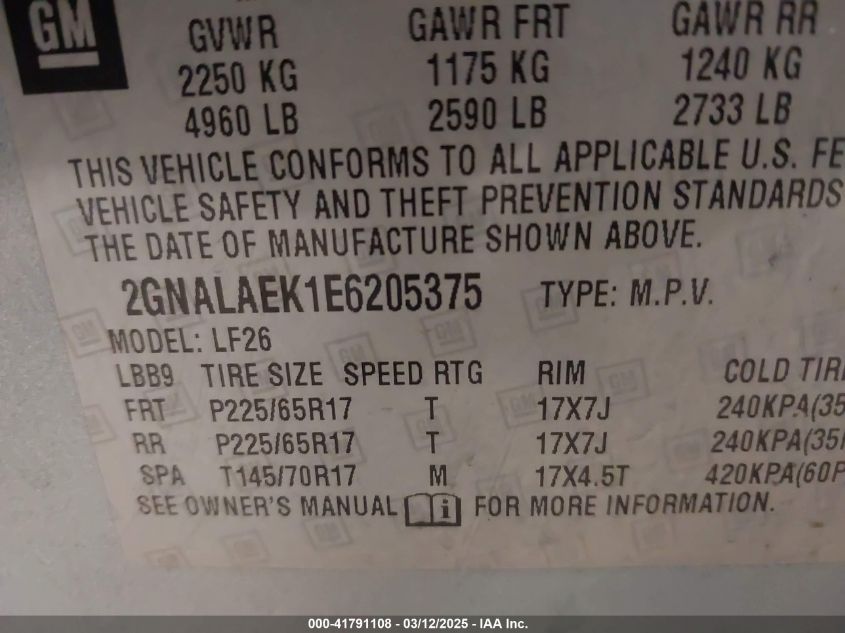 GM
GVWR GAWR FRT GAWR RR
2250 KG 1175 KG 1240 KG
4960 LB 2590 LB 2733 LB
THIS VEHICLE CONFORMS TO ALL APPLICABLE U.S. FE
VEHICLE SAFETY AND THEFT PREVENTION STANDARDS
THE DATE OF MANUFACTURE SHOWN ABOVE.
2GNALAEK1E6205375 TYPE: M.P.V.
MODEL: LF26
LBB9 TIRE SIZE SPEED RTG RIM COLD TIR
FRT P225/65R17 T 17X7J 240KPA(35
RR P225/65R17 T 17X7J 240KPA(35
SPA T145/70R17 M 17X4.5T 420KPA(60P
SEE OWNER'S MANUAL i FOR MORE INFORMATION.
000-41791108 - 03/12/2025 - IAA Inc.